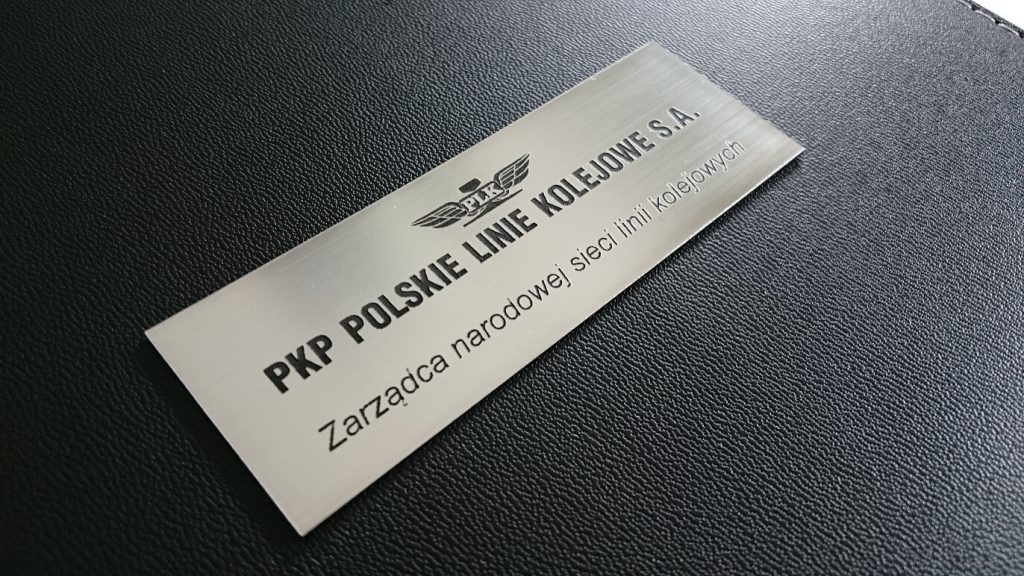 PLK
PKP POLSKIE LINIE KOLEJOWE S.A.
Zarządca narodowej sieci linii kolejowych